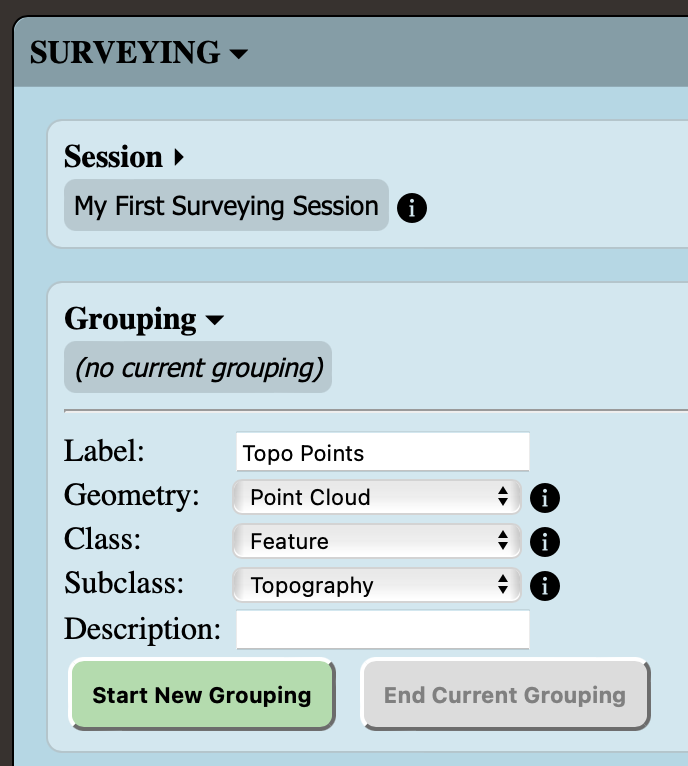 SURVEYING
Session
My First Surveying Session i
Grouping
(no current grouping)
Label: Topo Points
Geometry: Point Cloud i
Class: Feature i
Subclass: Topography i
Description:
Start New Grouping End Current Grouping